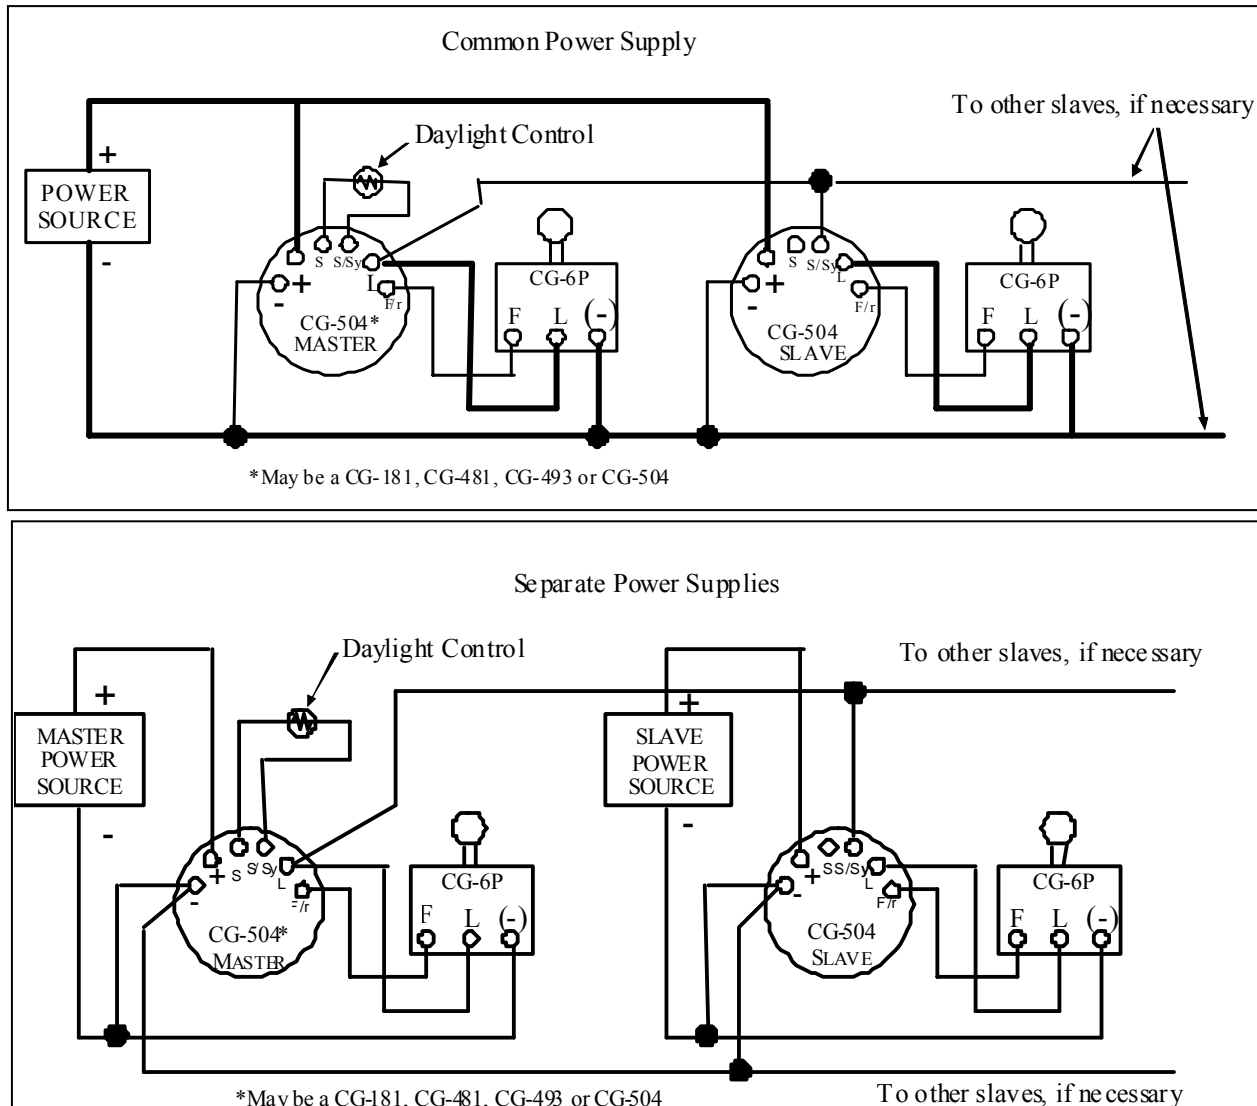 Common Power Supply
To other slaves, if necessary
Daylight Control
+
POWER
SOURCE
-
S
S/Sy
L
+
-
F/r
CG-504*
MASTER
CG-6P
F L (-)
S
S/Sy
L
+
-
F/r
CG-504
SLAVE
CG-6P
F L (-)
*May be a CG-181, CG-481, CG-493 or CG-504
Separate Power Supplies
Daylight Control
To other slaves, if necessary
+
MASTER
POWER
SOURCE
-
S
S/Sy
L
+
-
F/r
CG-504*
MASTER
CG-6P
F L (-)
+
SLAVE
POWER
SOURCE
-
S
S/Sy
L
+
-
F/r
CG-504
SLAVE
CG-6P
F L (-)
*May be a CG-181, CG-481, CG-493 or CG-504
To other slaves, if necessary